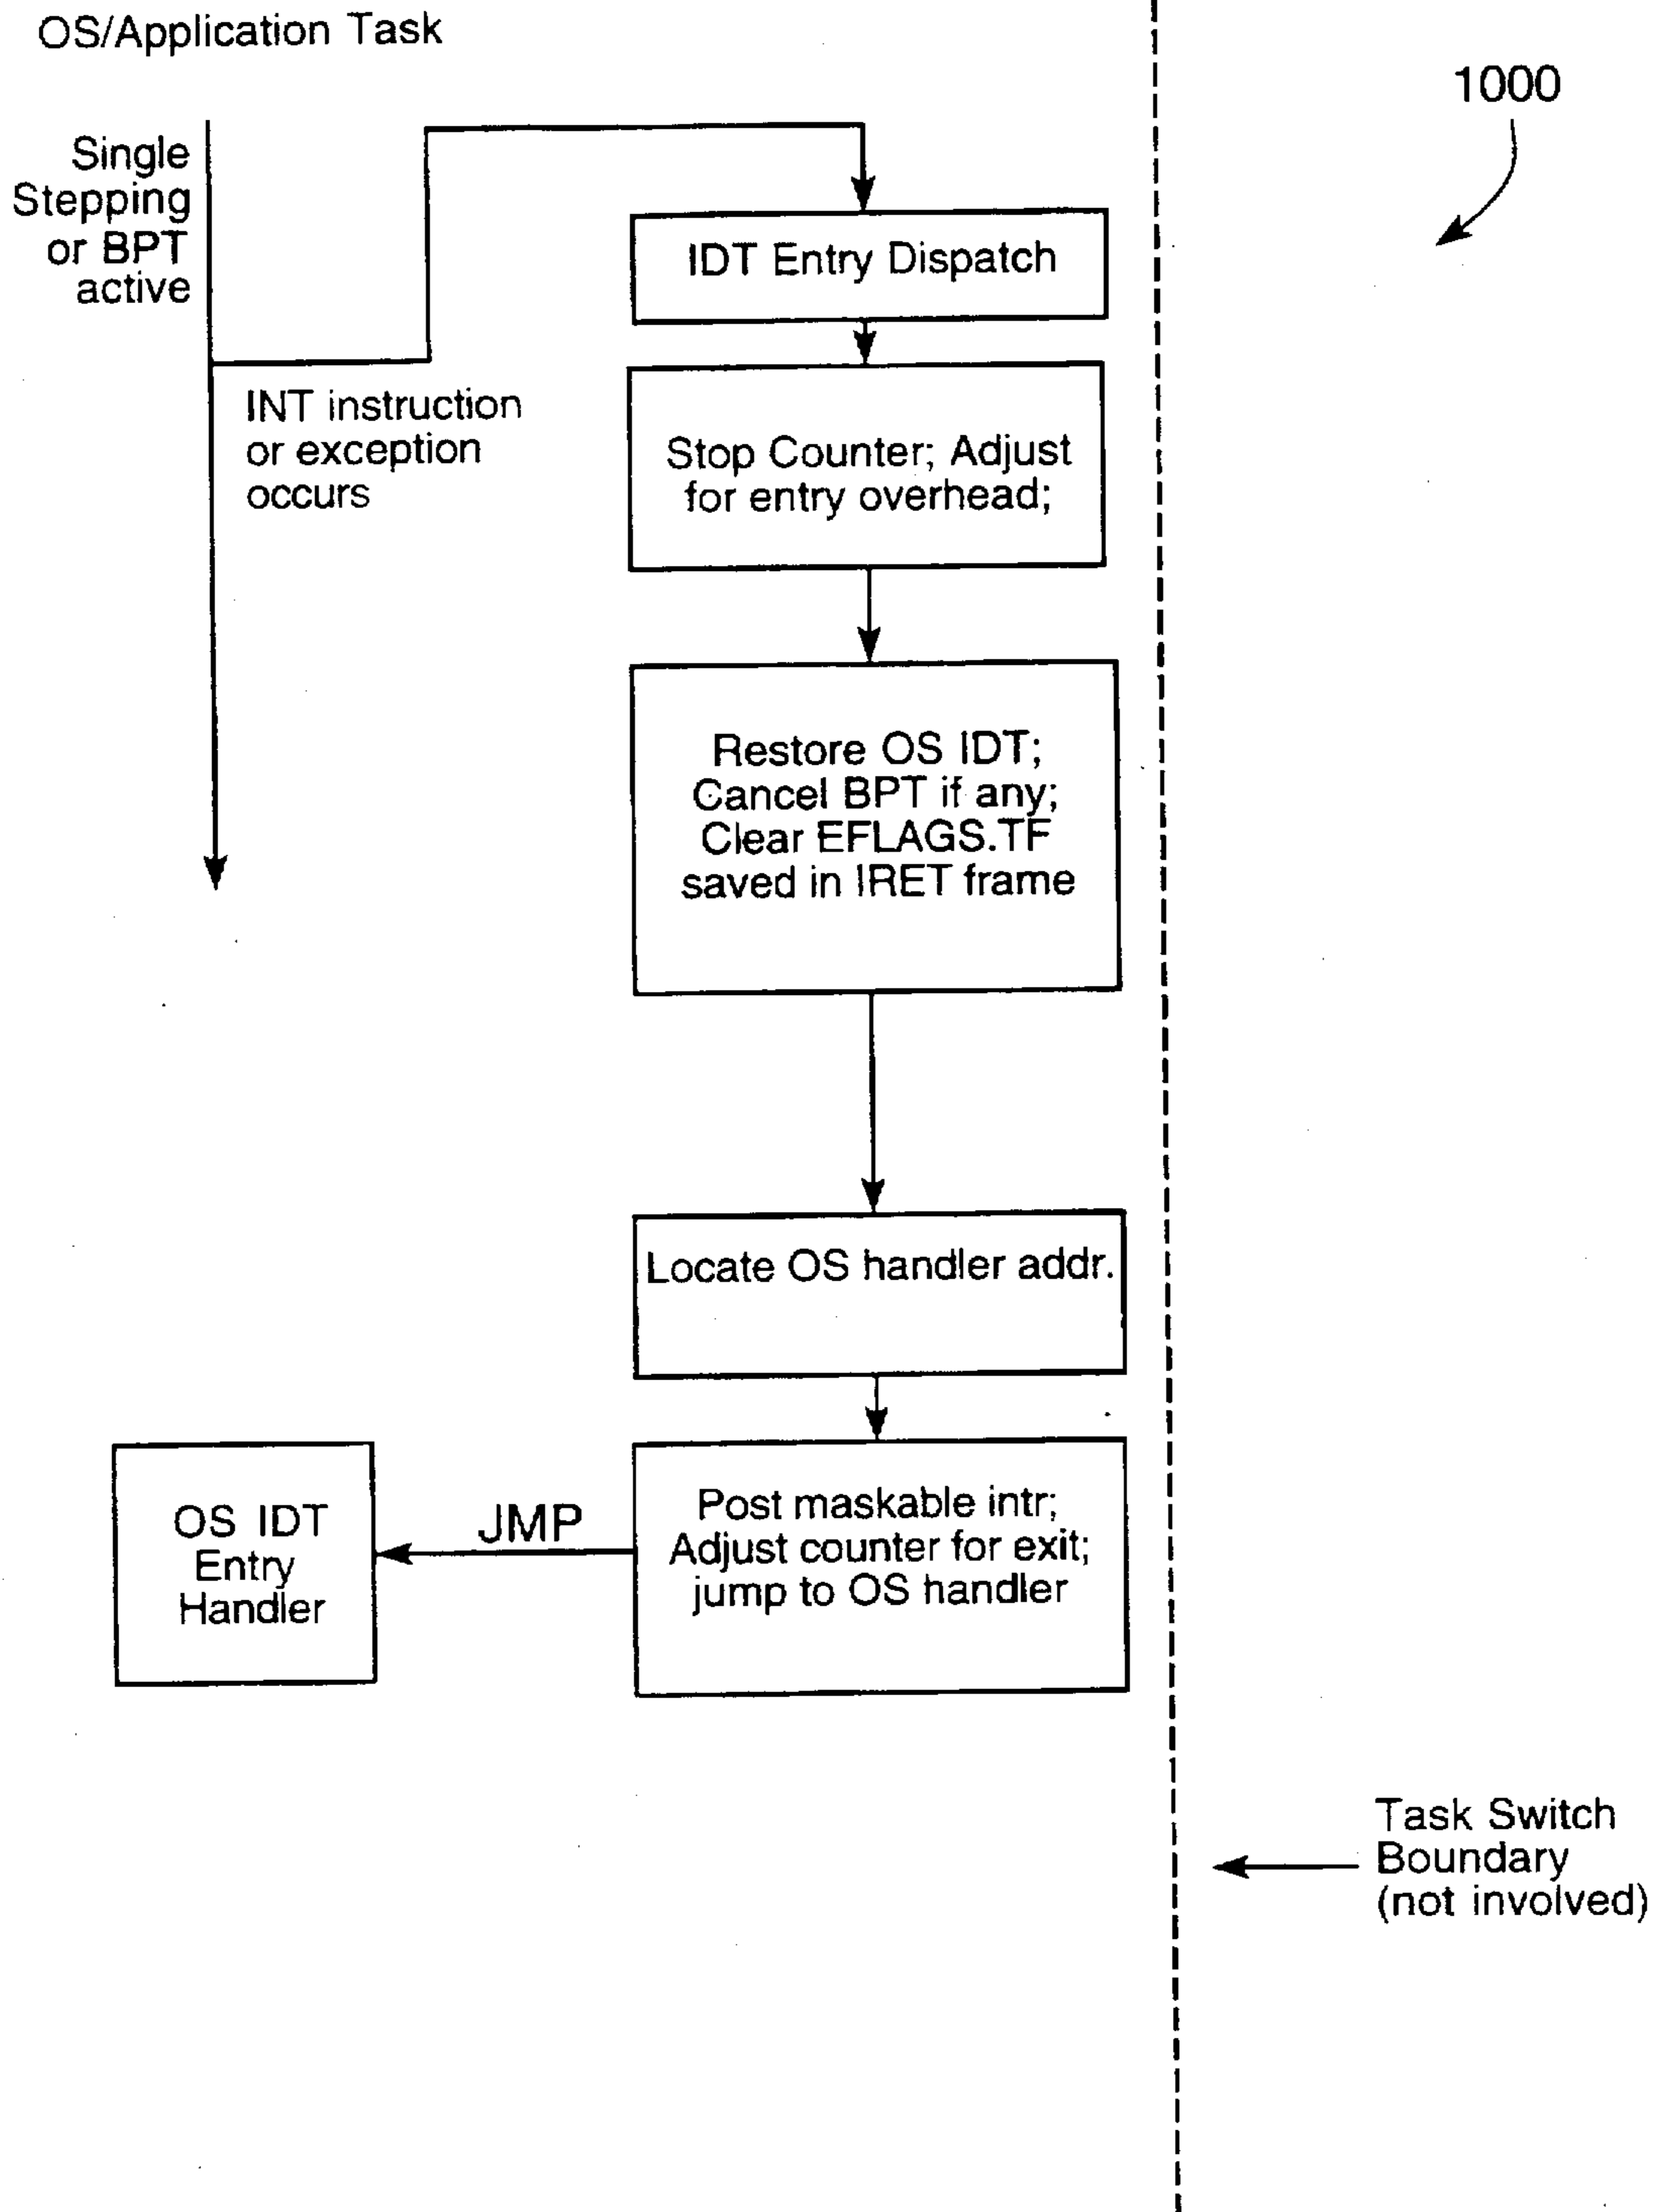 OS/Application Task
1000
Single
Stepping
or BPT
active
IDT Entry Dispatch
INT instruction
or exception
occurs
Stop Counter; Adjust
for entry overhead;
Restore OS IDT;
Cancel BPT if any;
Clear EFLAGS.TF
saved in IRET frame
Locate OS handler addr.
Post maskable intr;
Adjust counter for exit;
jump to OS handler
JMP
OS IDT
Entry
Handler
Task Switch
Boundary
(not involved)